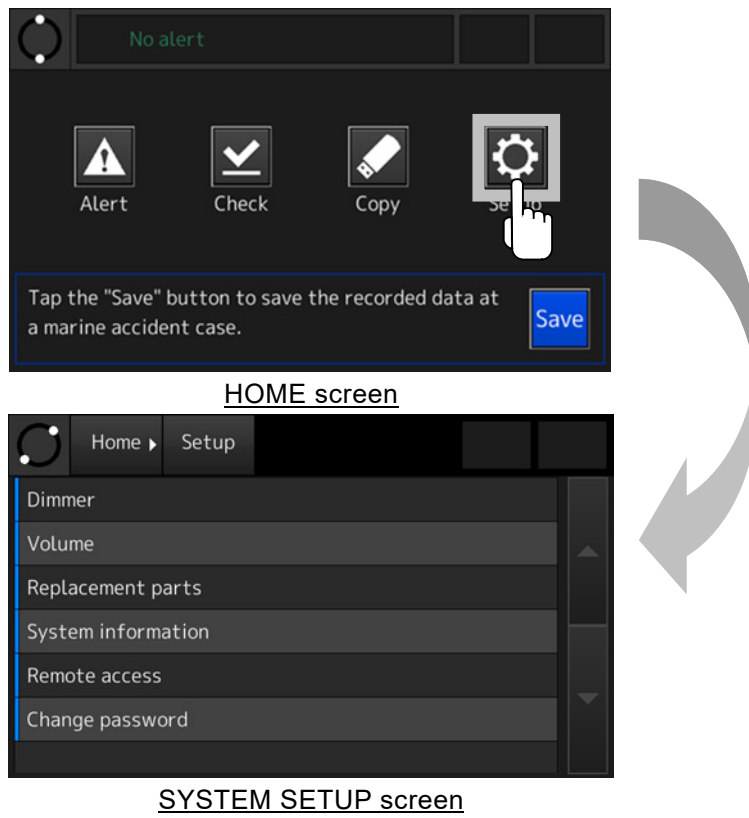 No alert
Alert Check Copy Setup
Tap the "Save" button to save the recorded data at
a marine accident case.
Save
HOME screen
Home Setup
Dimmer
Volume
Replacement parts
System information
Remote access
Change password
SYSTEM SETUP screen